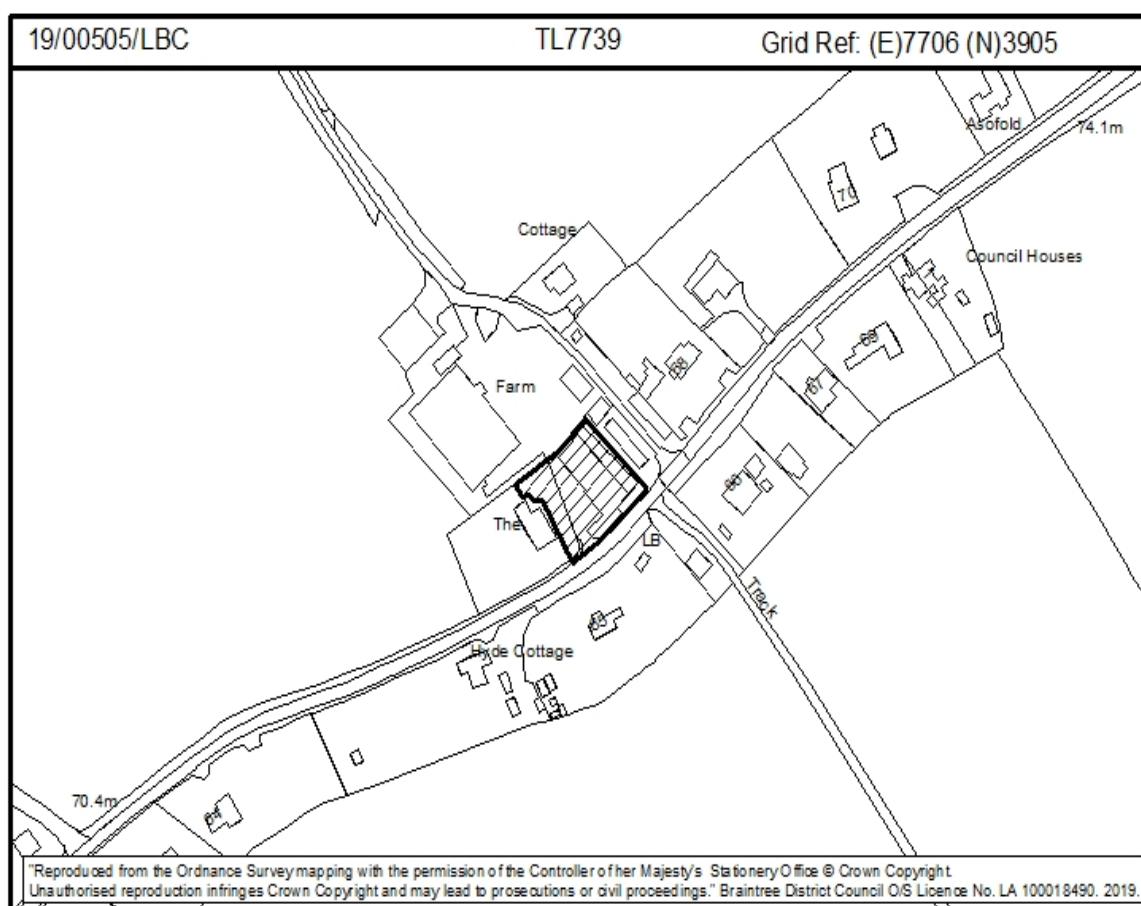 19/00505/LBC TL7739 Grid Ref: (E)7706 (N)3905
Asofold
74.1m
70
Cottage
Council Houses
69
68
67
Farm
66
The
LB
Track
65
Hyde Cottage
70.4m
64
"Reproduced from the Ordnance Survey mapping with the permission of the Controller of her Majesty's Stationery Office © Crown Copyright.
Unauthorised reproduction infringes Crown Copyright and may lead to prosecutions or civil proceedings." Braintree District Council O/S Licence No. LA 100018490. 2019.